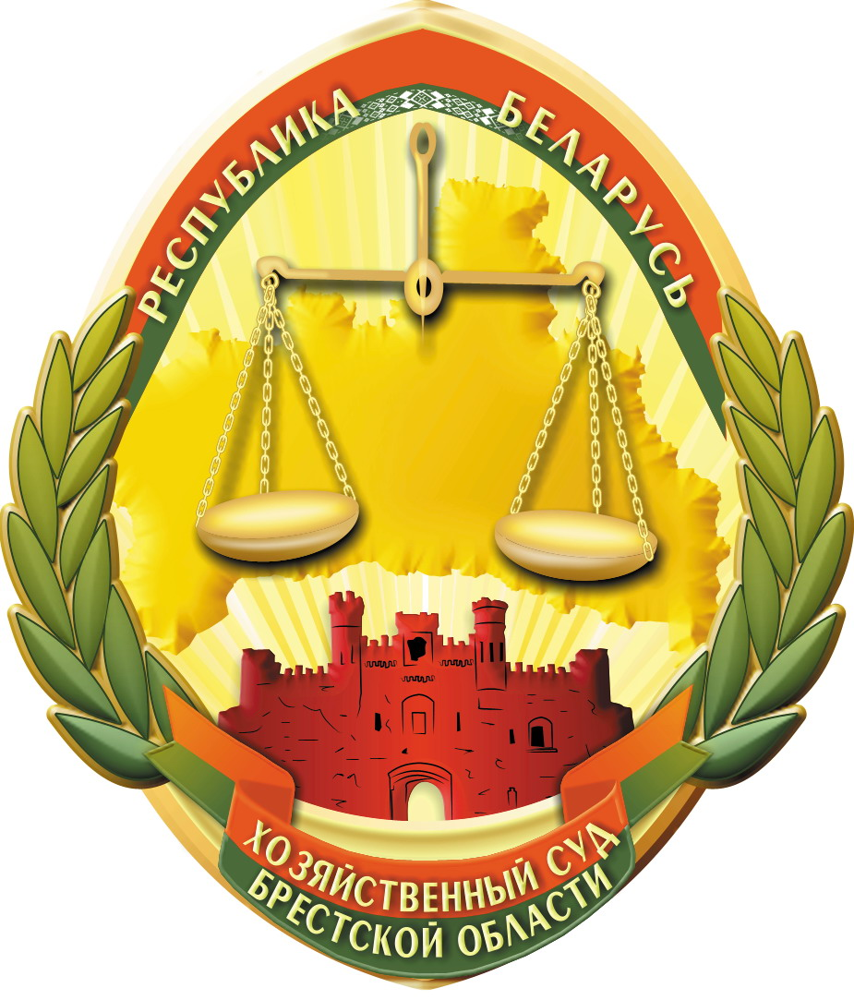 РЕСПУБЛИКА БЕЛАРУСЬ
ХОЗЯЙСТВЕННЫЙ СУД
БРЕСТСКОЙ ОБЛАСТИ